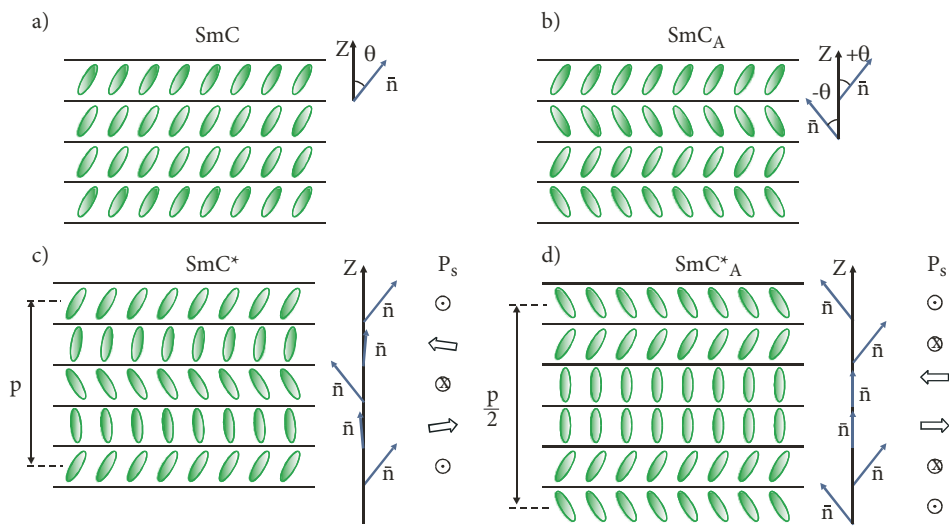 a)
SmC
Z
θ
n̄
b)
SmC_A
Z
+θ
-θ
n̄
n̄
c)
SmC*
Z
P_s
p
n̄
n̄
n̄
n̄
n̄
x
d)
SmC*_A
Z
P_s
p/2
n̄
n̄
n̄
n̄
n̄
n̄
x
x